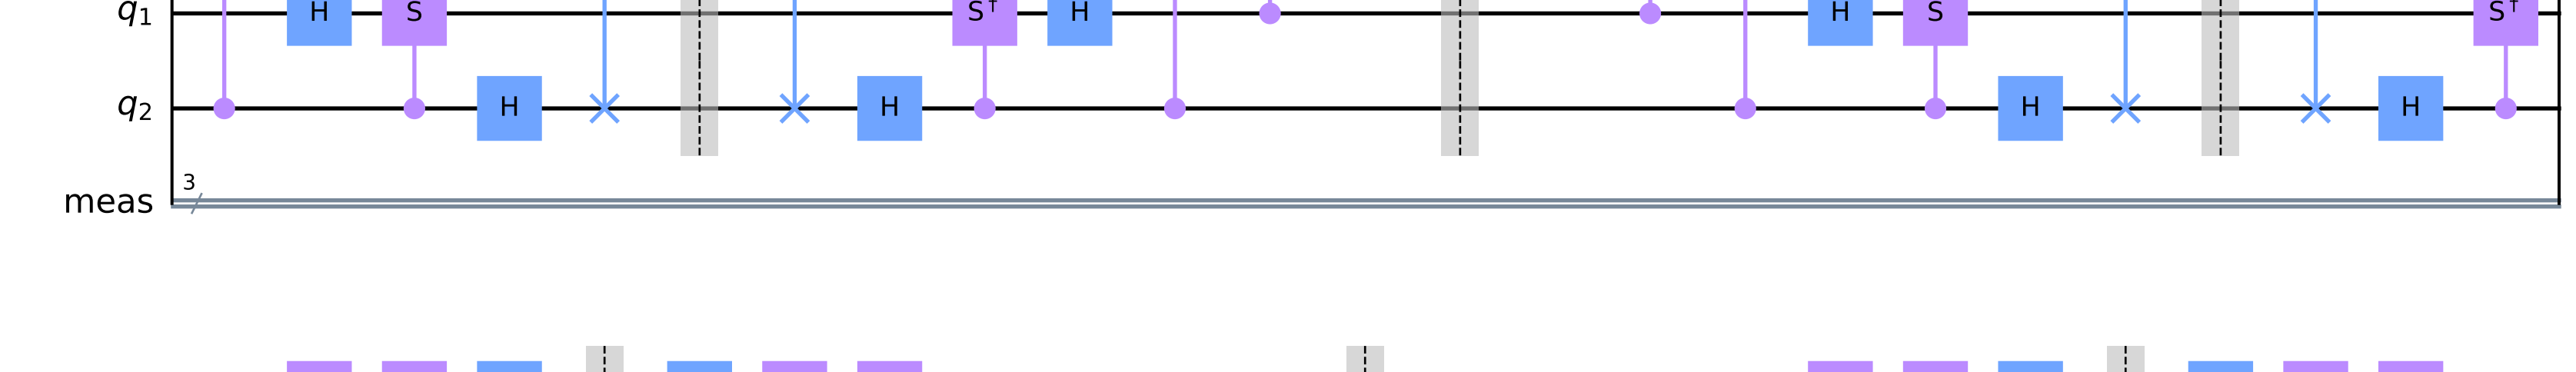 q1 H S S† H H S S†
q2 H H H H
3
meas